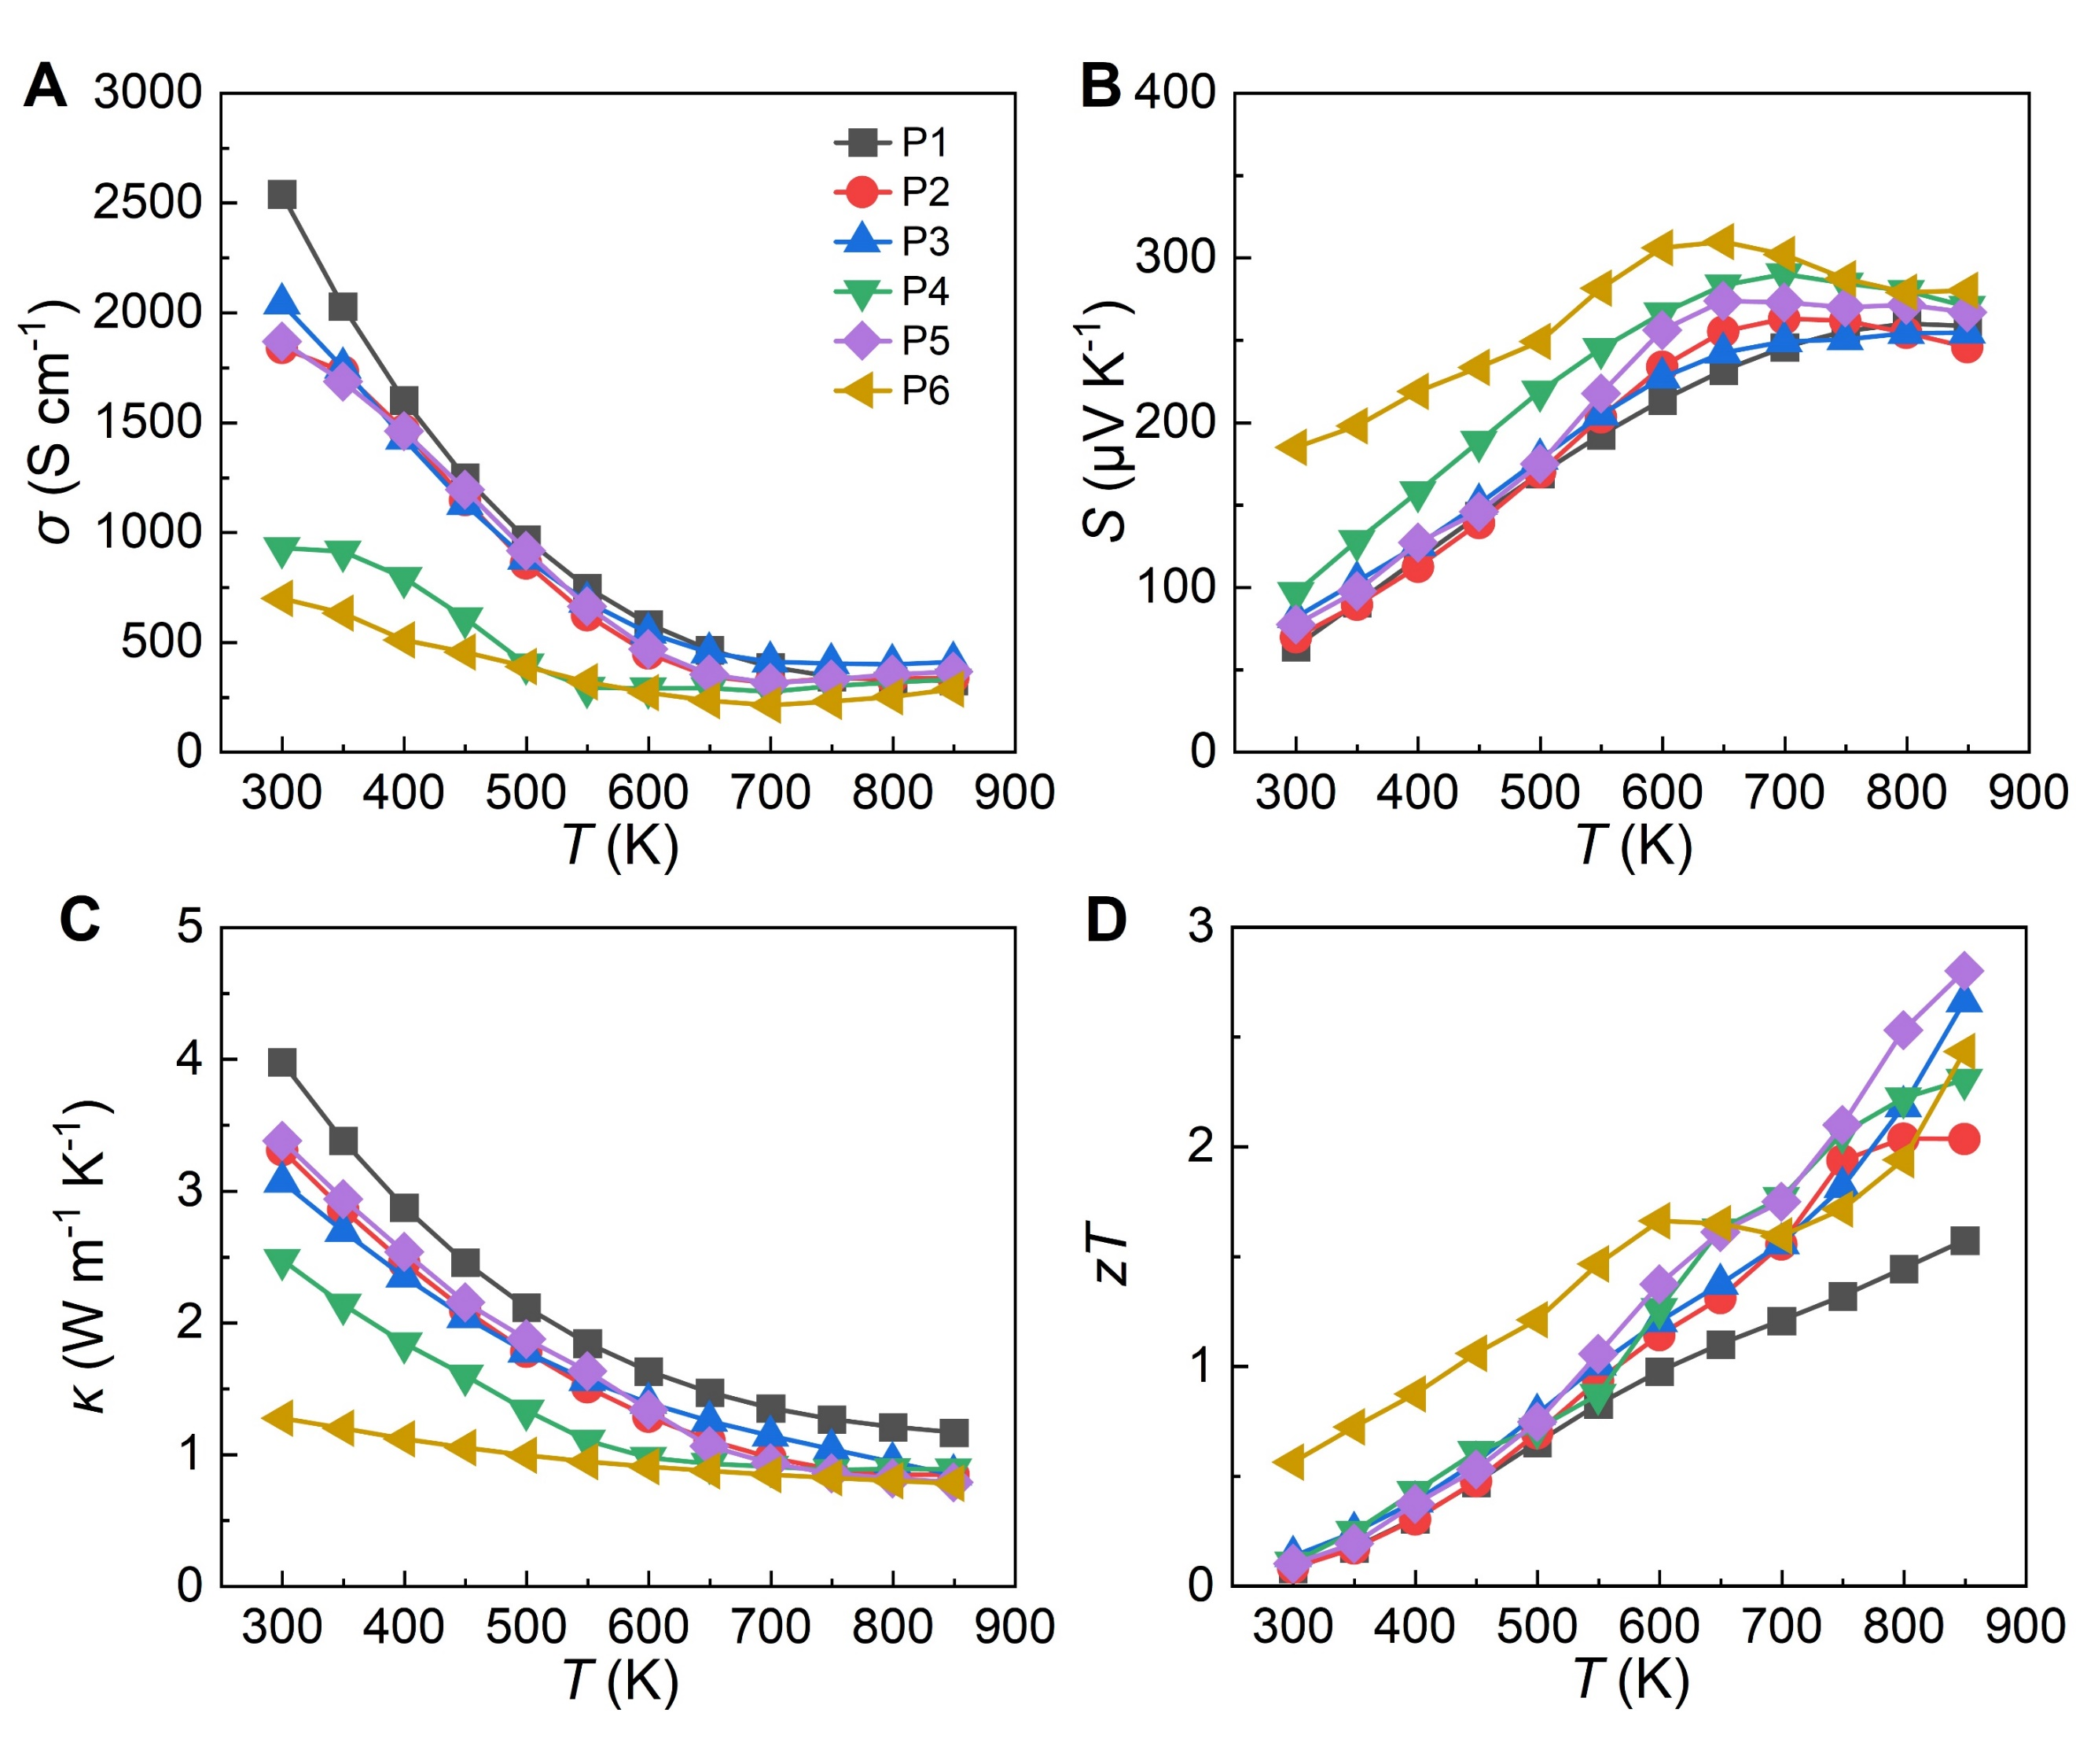 A
3000
2500
2000
1500
1000
500
0
σ (S cm⁻¹)
P1
P2
P3
P4
P5
P6
300 400 500 600 700 800 900
T (K)
B
400
300
200
100
0
S (μV K⁻¹)
300 400 500 600 700 800 900
T (K)
C
5
4
3
2
1
0
κ (W m⁻¹ K⁻¹)
300 400 500 600 700 800 900
T (K)
D
3
2
1
0
zT
300 400 500 600 700 800 900
T (K)